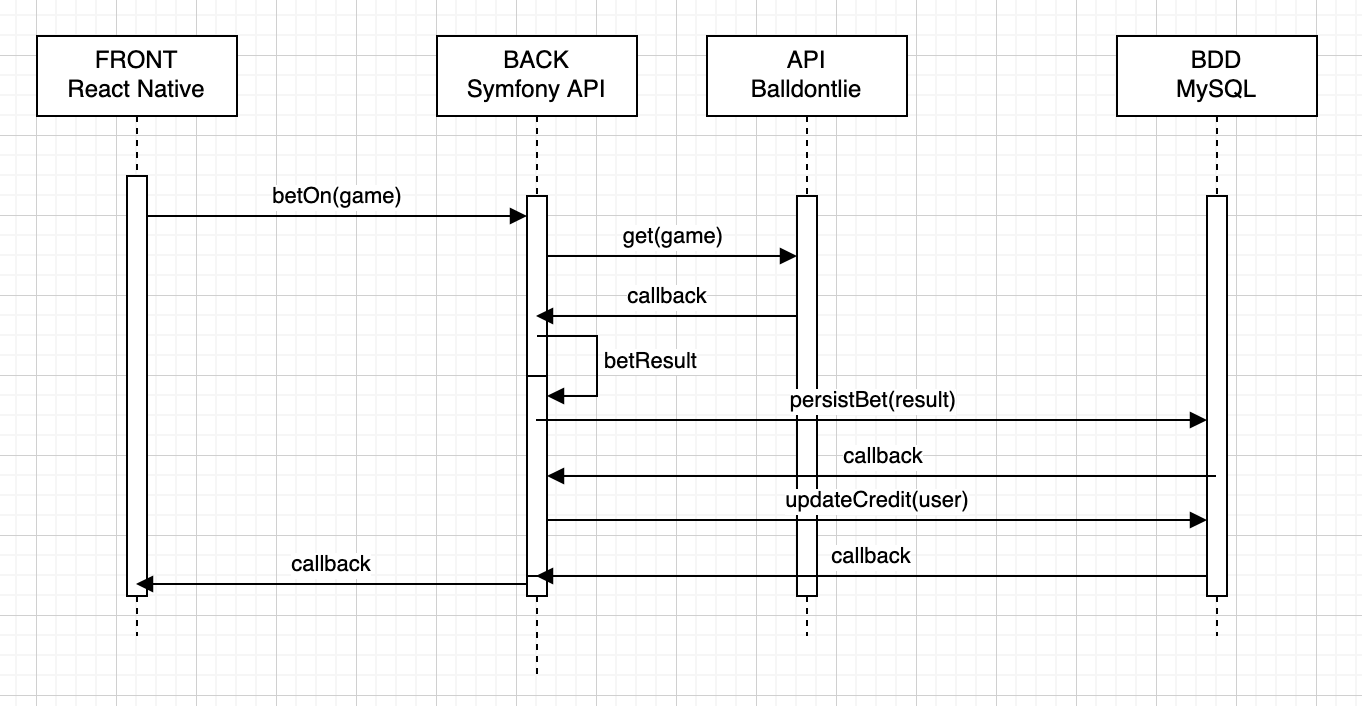 FRONT
React Native
BACK
Symfony API
API
Balldontlie
BDD
MySQL
betOn(game)
get(game)
callback
betResult
persistBet(result)
callback
updateCredit(user)
callback
callback